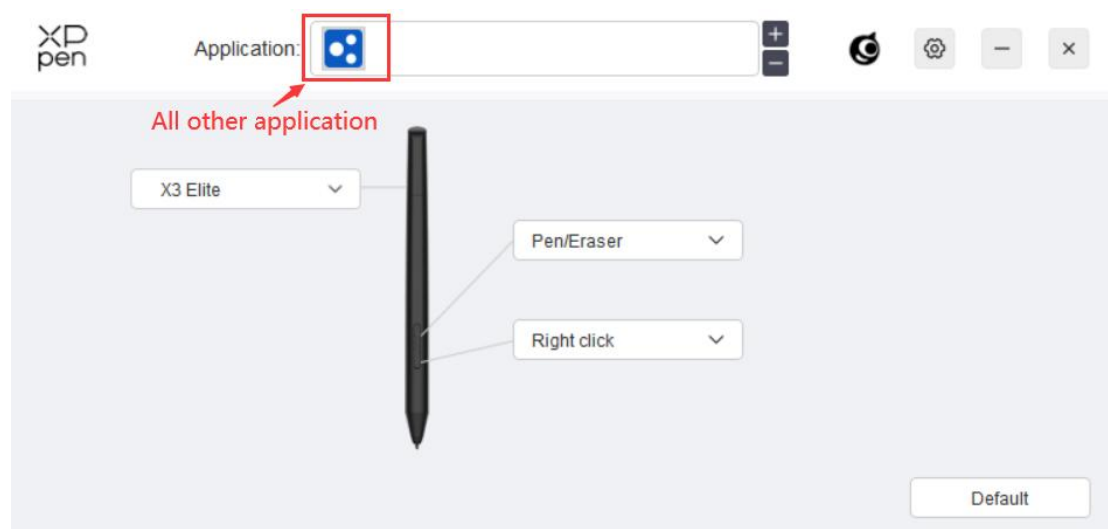 XP
pen
Application:
All other application
X3 Elite
Pen/Eraser
Right click
Default